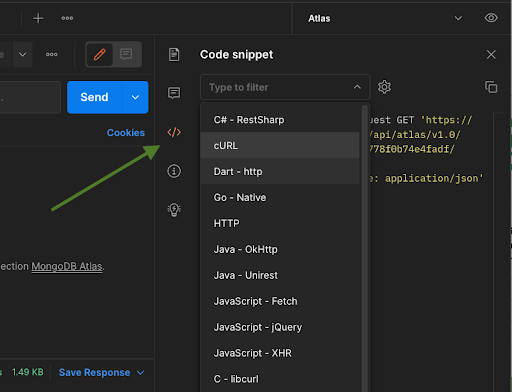 Atlas
Code snippet
Type to filter
Send
Cookies
C# - RestSharp
cURL
Dart - http
Go - Native
HTTP
Java - OkHttp
Java - Unirest
JavaScript - Fetch
JavaScript - jQuery
JavaScript - XHR
C - libcurl
uest GET 'https://
/api/atlas/v1.0/
778f0b74e4fadf/
e: application/json'
ection MongoDB Atlas.
1.49 KB
Save Response